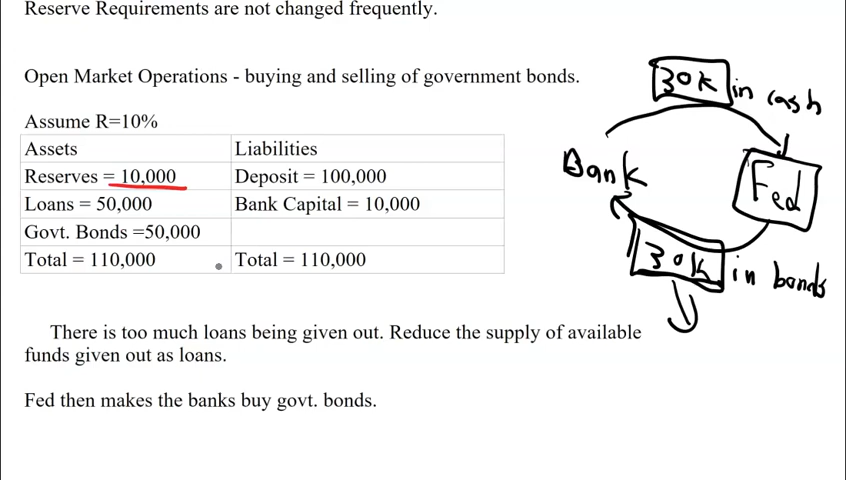 Reserve Requirements are not changed frequently.
Open Market Operations - buying and selling of government bonds.
Assume R=10%
Assets Liabilities
Reserves = 10,000 Deposit = 100,000
Loans = 50,000 Bank Capital = 10,000
Govt. Bonds =50,000
Total = 110,000 Total = 110,000
There is too much loans being given out. Reduce the supply of available
funds given out as loans.
Fed then makes the banks buy govt. bonds.
30K in cash
Bank
Fed
30K in bonds